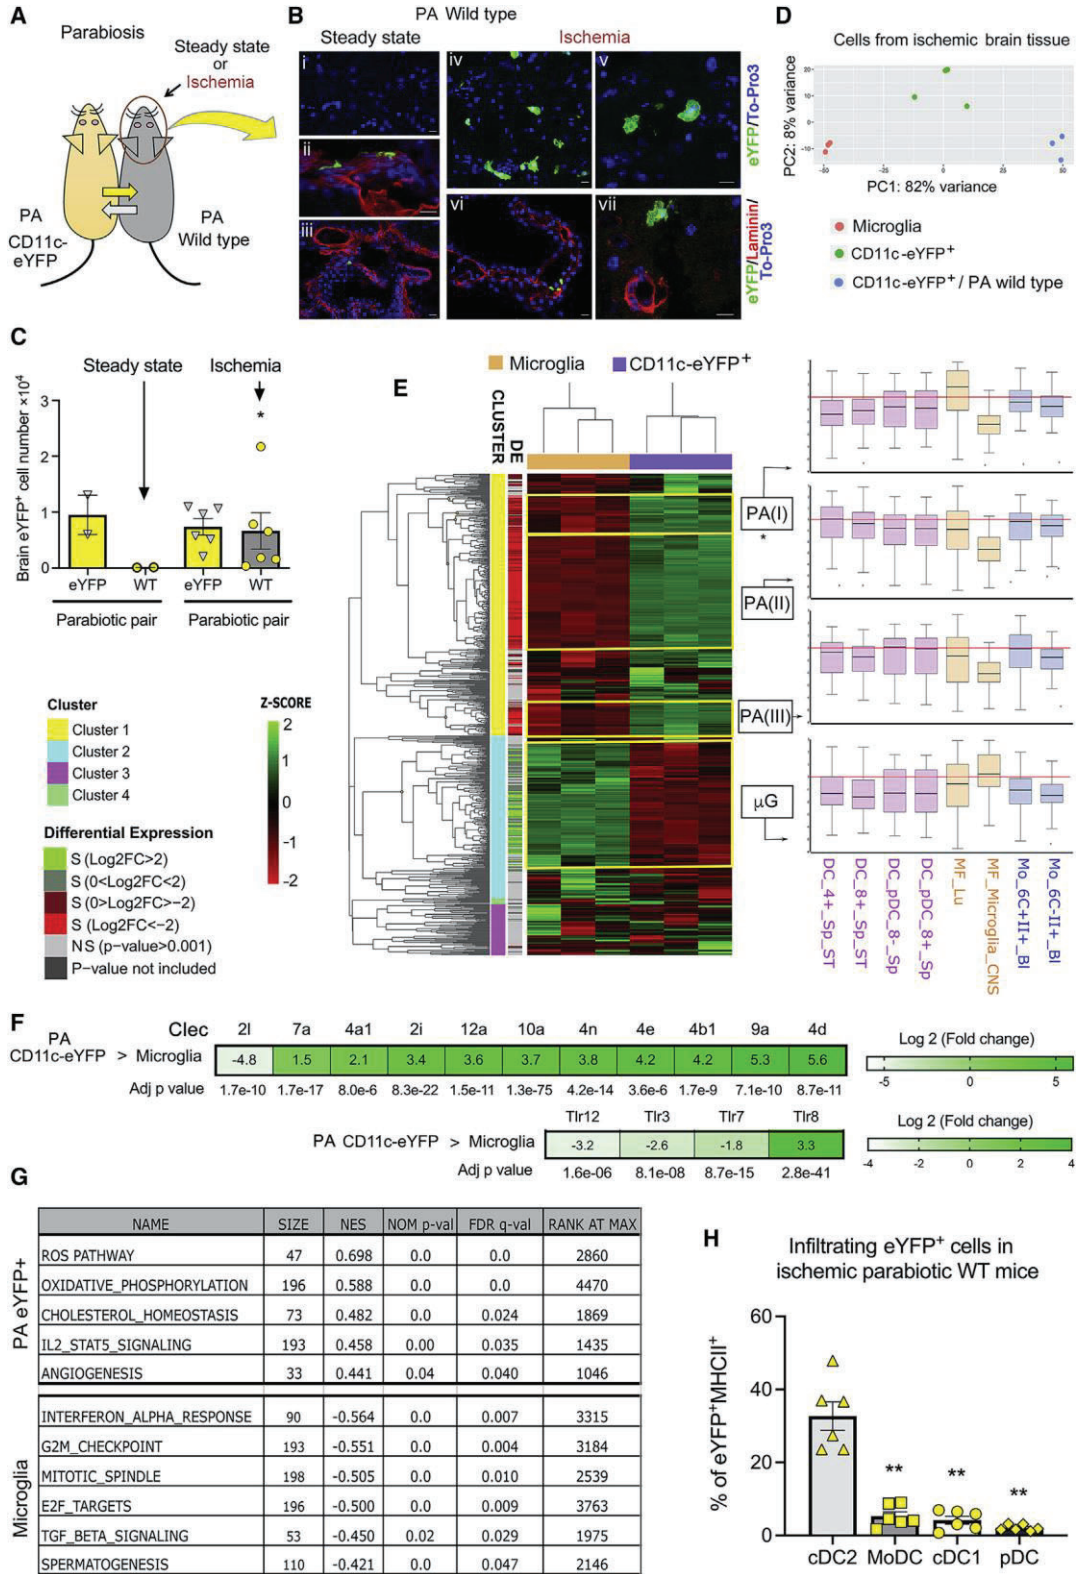 A
Parabiosis
Steady state
or
Ischemia
PA
CD11c-
eYFP
PA
Wild type
B
PA Wild type
Steady state
Ischemia
i
ii
iii
iv
v
vi
vii
eYFP/To-Pro3
eYFP/Laminin/
To-Pro3
D
Cells from ischemic brain tissue
PC2: 8% variance
20
10
0
-10
-50
-25
0
25
50
PC1: 82% variance
Microglia
CD11c-eYFP+
CD11c-eYFP+ / PA wild type
C
Steady state
Ischemia
*
Brain eYFP+ cell number ×10⁴
3
2
1
0
eYFP
WT
eYFP
WT
Parabiotic pair
Parabiotic pair
Cluster
Cluster 1
Cluster 2
Cluster 3
Cluster 4
Differential Expression
S (Log2FC>2)
S (0<Log2FC<2)
S (0>Log2FC>-2)
S (Log2FC<-2)
NS (p-value>0.001)
P-value not included
Z-SCORE
2
1
0
-1
-2
E
Microglia
CD11c-eYFP+
CLUSTER
DE
PA(I)
*
PA(II)
PA(III)
µG
DC_4+_Sp_ST
DC_8+_Sp_ST
DC_pDC_8-_Sp
DC_pDC_8+_Sp
MF_Lu
MF_Microglia_CNS
Mo_6C+II+_Bl
Mo_6C-II+_Bl
F
PA
CD11c-eYFP > Microglia
Clec 2l 7a 4a1 2i 12a 10a 4n 4e 4b1 9a 4d
-4.8 1.5 2.1 3.4 3.6 3.7 3.8 4.2 4.2 5.3 5.6
Adj p value 1.7e-10 1.7e-17 8.0e-6 8.3e-22 1.5e-11 1.3e-75 4.2e-14 3.6e-6 1.7e-9 7.1e-10 8.7e-11
Log 2 (Fold change)
-5 0 5
Tlr12 Tlr3 Tlr7 Tlr8
PA CD11c-eYFP > Microglia -3.2 -2.6 -1.8 3.3
Adj p value 1.6e-06 8.1e-08 8.7e-15 2.8e-41
Log 2 (Fold change)
-4 -2 0 2 4
G
NAME SIZE NES NOM p-val FDR q-val RANK AT MAX
PA eYFP+
ROS PATHWAY 47 0.698 0.0 0.0 2860
OXIDATIVE_PHOSPHORYLATION 196 0.588 0.0 0.0 4470
CHOLESTEROL_HOMEOSTASIS 73 0.482 0.0 0.024 1869
IL2_STAT5_SIGNALING 193 0.458 0.00 0.035 1435
ANGIOGENESIS 33 0.441 0.04 0.040 1046
Microglia
INTERFERON_ALPHA_RESPONSE 90 -0.564 0.0 0.007 3315
G2M_CHECKPOINT 193 -0.551 0.0 0.004 3184
MITOTIC_SPINDLE 198 -0.505 0.0 0.010 2539
E2F_TARGETS 196 -0.500 0.0 0.009 3763
TGF_BETA_SIGNALING 53 -0.450 0.02 0.029 1975
SPERMATOGENESIS 110 -0.421 0.0 0.047 2146
H
Infiltrating eYFP+ cells in
ischemic parabiotic WT mice
% of eYFP+MHCII+
60
40
20
0
**
**
**
cDC2
MoDC
cDC1
pDC